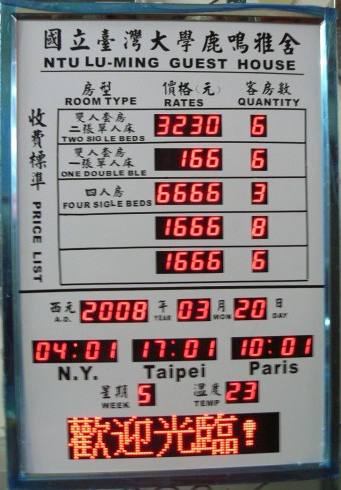 國立臺灣大學鹿鳴雅舍
NTU LU-MING GUEST HOUSE
房型 價格(元) 客房數
ROOM TYPE RATES QUANTITY
收費標準 PRICE LIST
雙人套房
二張單人床 3230 6
TWO SIGLE BEDS
雙人套房
一張單人床 166 6
ONE DOUBLE BLE
四人房 6666 3
FOUR SIGLE BEDS
1666 8
1666 6
西元 2008 年 03 月 20 日
A.D. YEAR MON DAY
04:01 17:01 10:01
N.Y. Taipei Paris
星期 5 溫度 23
WEEK TEMP
歡迎光臨!